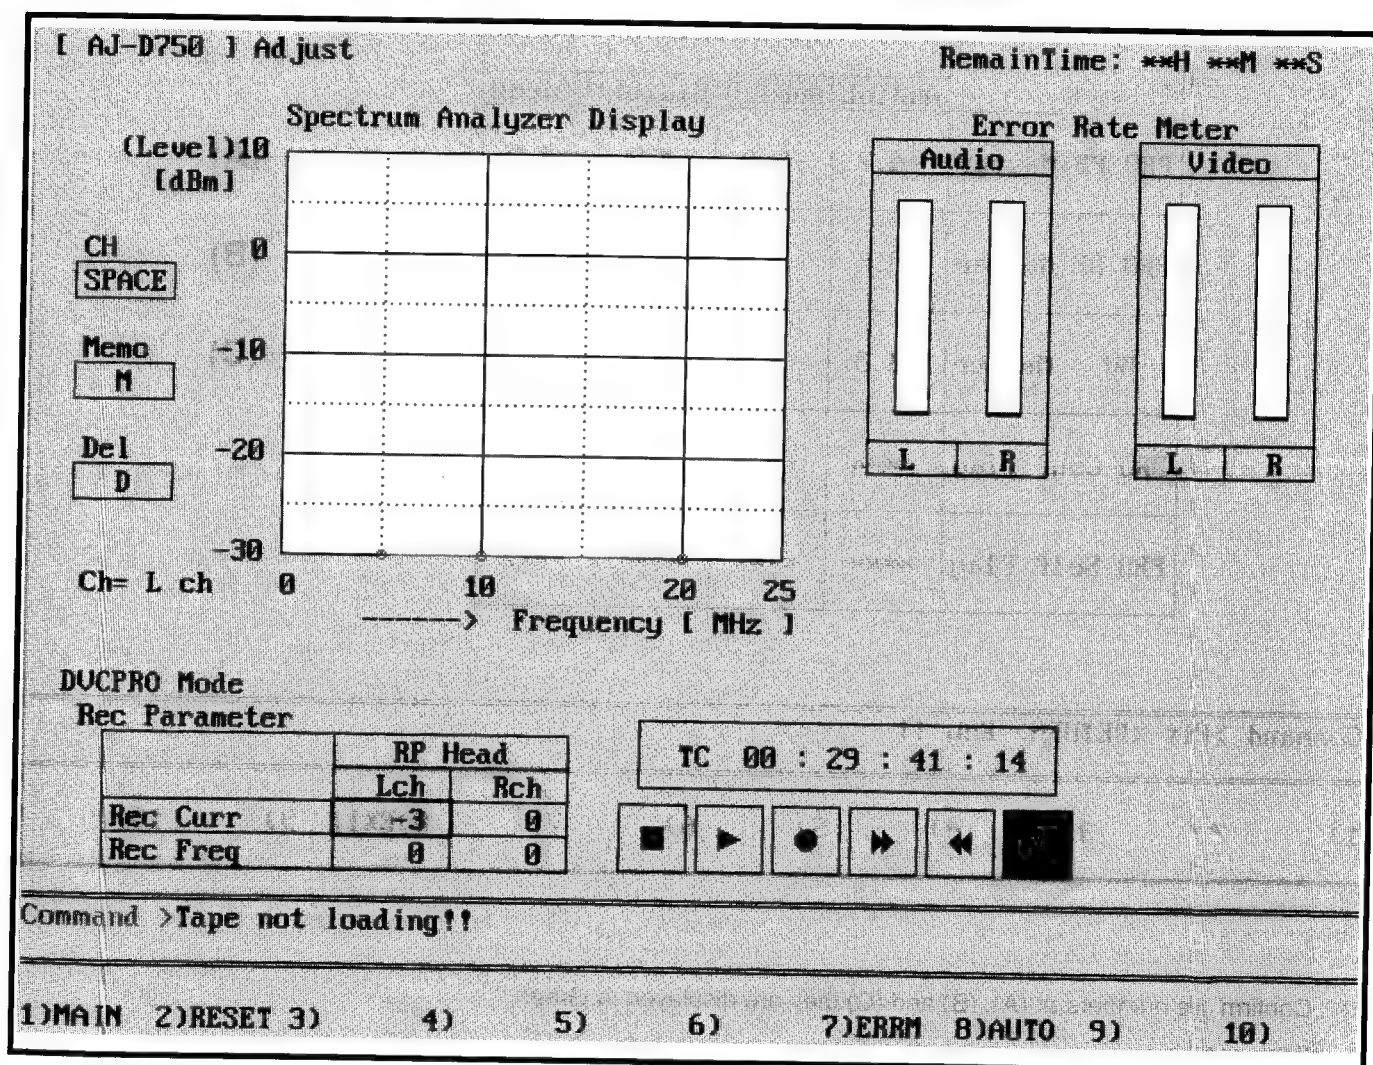 [ AJ-D750 ] Adjust
RemainTime: **H **M **S
Spectrum Analyzer Display
(Level)10
[dBm]
0
-10
-20
-30
CH
SPACE
Memo
M
Del
D
Ch= L ch
0 10 20 25
------> Frequency [ MHz ]
Error Rate Meter
Audio
Video
L R
L R
DVCPRO Mode
Rec Parameter
RP Head
Lch Rch
Rec Curr -3 0
Rec Freq 0 0
TC 00 : 29 : 41 : 14
Command >Tape not loading!!
1)MAIN 2)RESET 3) 4) 5) 6) 7)ERRM 8)AUTO 9) 10)